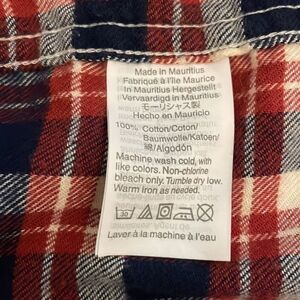 Made in Mauritius
Fabriqué à l'Ile Maurice
In Mauritius Hergestellt
Vervaardigd in Mauritius
モーリシャス製
Hecho en Mauricio
100% Cotton/Coton/
Baumwolle/Katoen/
綿/Algodón
Machine wash cold, with
like colors. Non-chlorine
bleach only. Tumble dry low.
Warm iron as needed.
30
Laver à la machine à l'eau